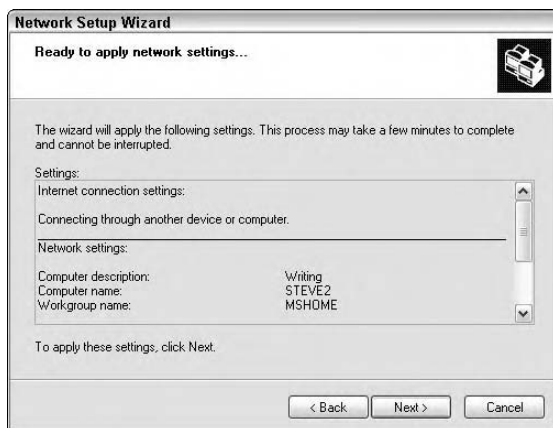 Network Setup Wizard
Ready to apply network settings...
The wizard will apply the following settings. This process may take a few minutes to complete
and cannot be interrupted.
Settings:
Internet connection settings:
Connecting through another device or computer.
Network settings:
Computer description: Writing
Computer name: STEVE2
Workgroup name: MSHOME
To apply these settings, click Next.
< Back Next > Cancel